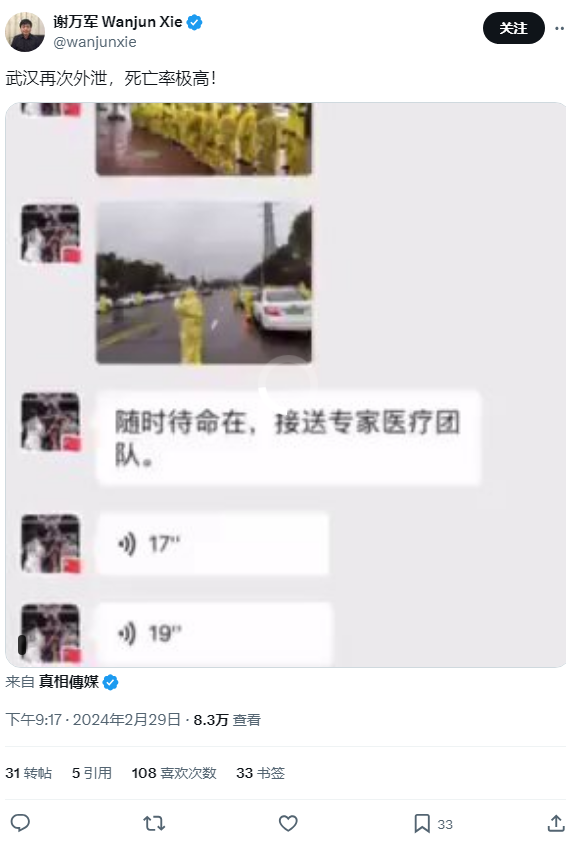 谢万军 Wanjun Xie
@wanjunxie
关注
武汉再次外泄，死亡率极高！
随时待命在，接送专家医疗团
队。
17"
19"
来自 真相傳媒
下午9:17 · 2024年2月29日 · 8.3万 查看
31 转帖 5 引用 108 喜欢次数 33 书签
33